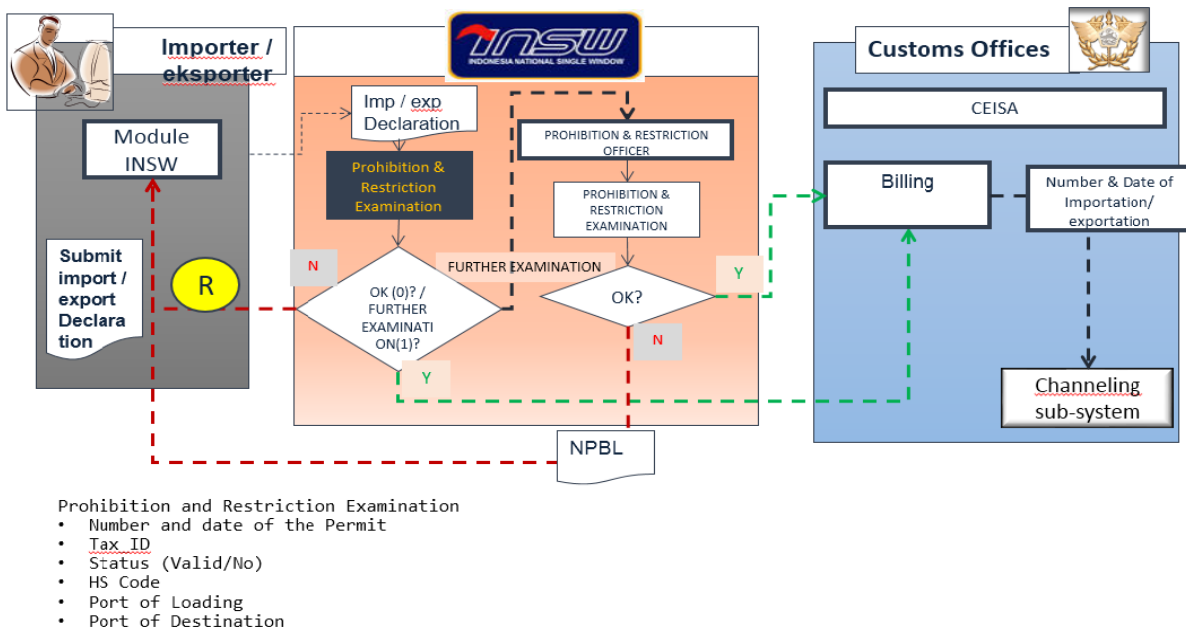 Importer /
eksporter
INSW
INDONESIA NATIONAL SINGLE WINDOW
Customs Offices
Module
INSW
Submit
import /
export
Declara
tion
R
Imp / exp
Declaration
Prohibition &
Restriction
Examination
N
OK (0)? /
FURTHER
EXAMINATI
ON(1)?
Y
FURTHER EXAMINATION
PROHIBITION & RESTRICTION
OFFICER
PROHIBITION &
RESTRICTION
EXAMINATION
OK?
Y
N
NPBL
CEISA
Billing
Number & Date of
Importation/
exportation
Channeling
sub-system
Prohibition and Restriction Examination
• Number and date of the Permit
• Tax_ID
• Status (Valid/No)
• HS Code
• Port of Loading
• Port of Destination